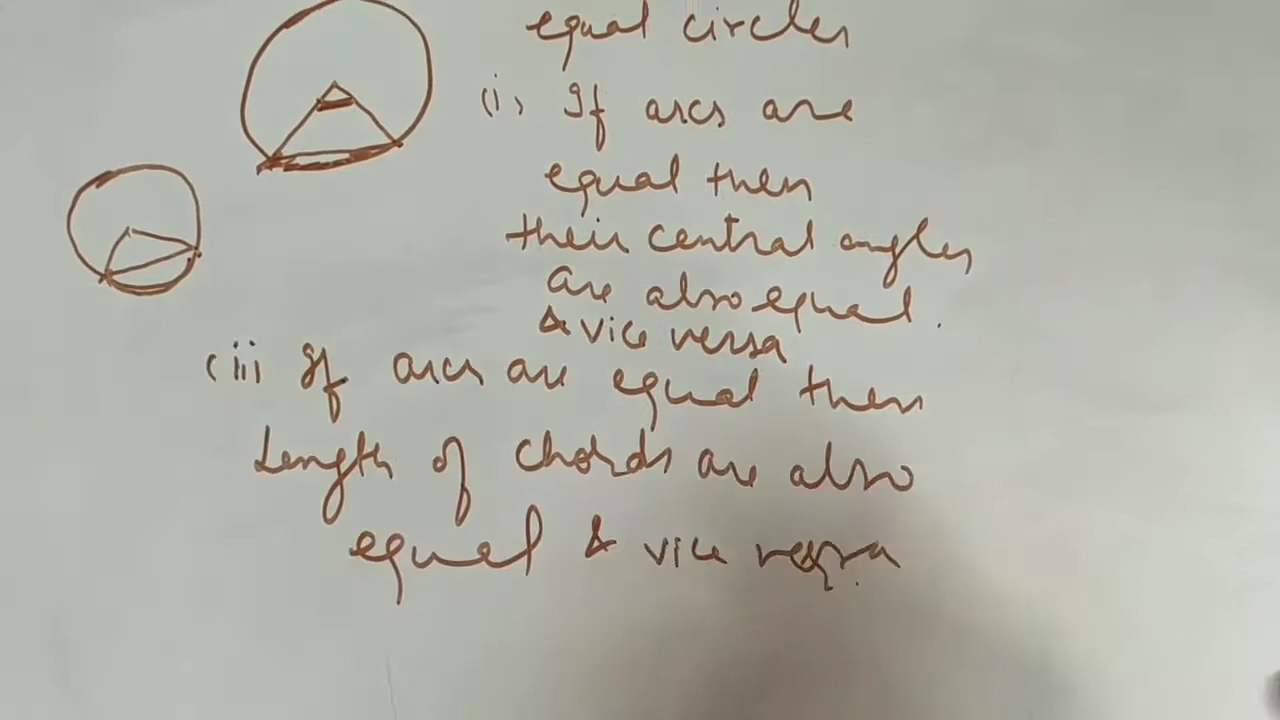 equal circles
(i) If arcs are
equal then
their central angles
are also equal.
& vice versa
(ii) If arcs are equal then
Length of chords are also
equal & vice versa